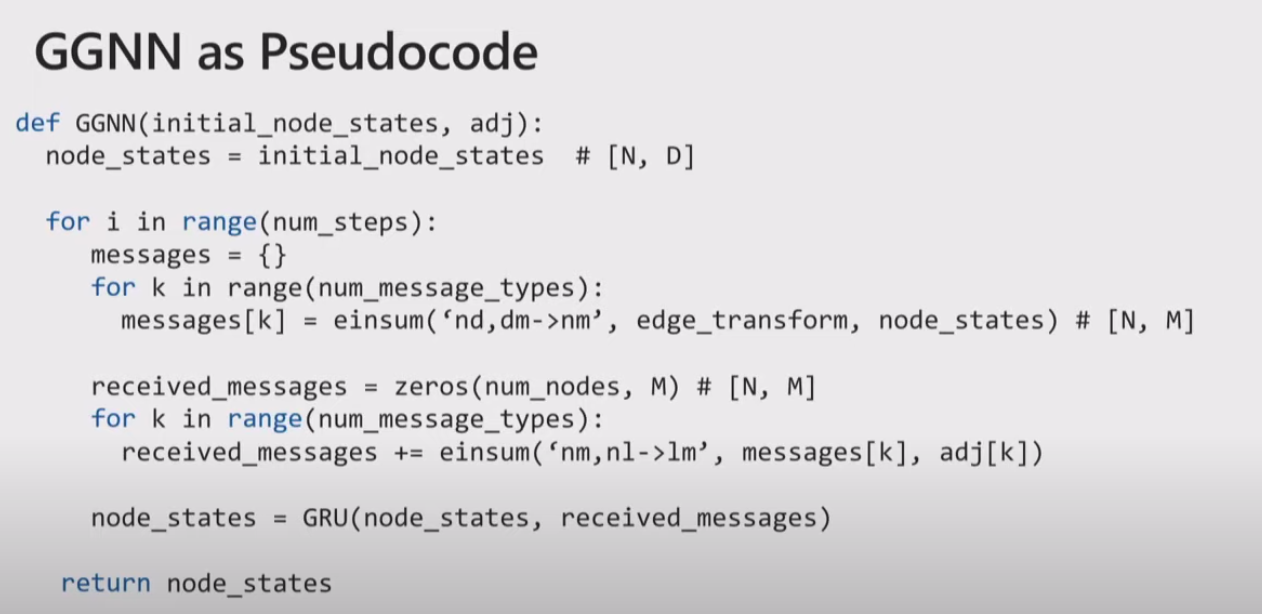 GGNN as Pseudocode
def GGNN(initial_node_states, adj):
node_states = initial_node_states # [N, D]
for i in range(num_steps):
messages = {}
for k in range(num_message_types):
messages[k] = einsum(‘nd,dm->nm’, edge_transform, node_states) # [N, M]
received_messages = zeros(num_nodes, M) # [N, M]
for k in range(num_message_types):
received_messages += einsum(‘nm,nl->lm’, messages[k], adj[k])
node_states = GRU(node_states, received_messages)
return node_states